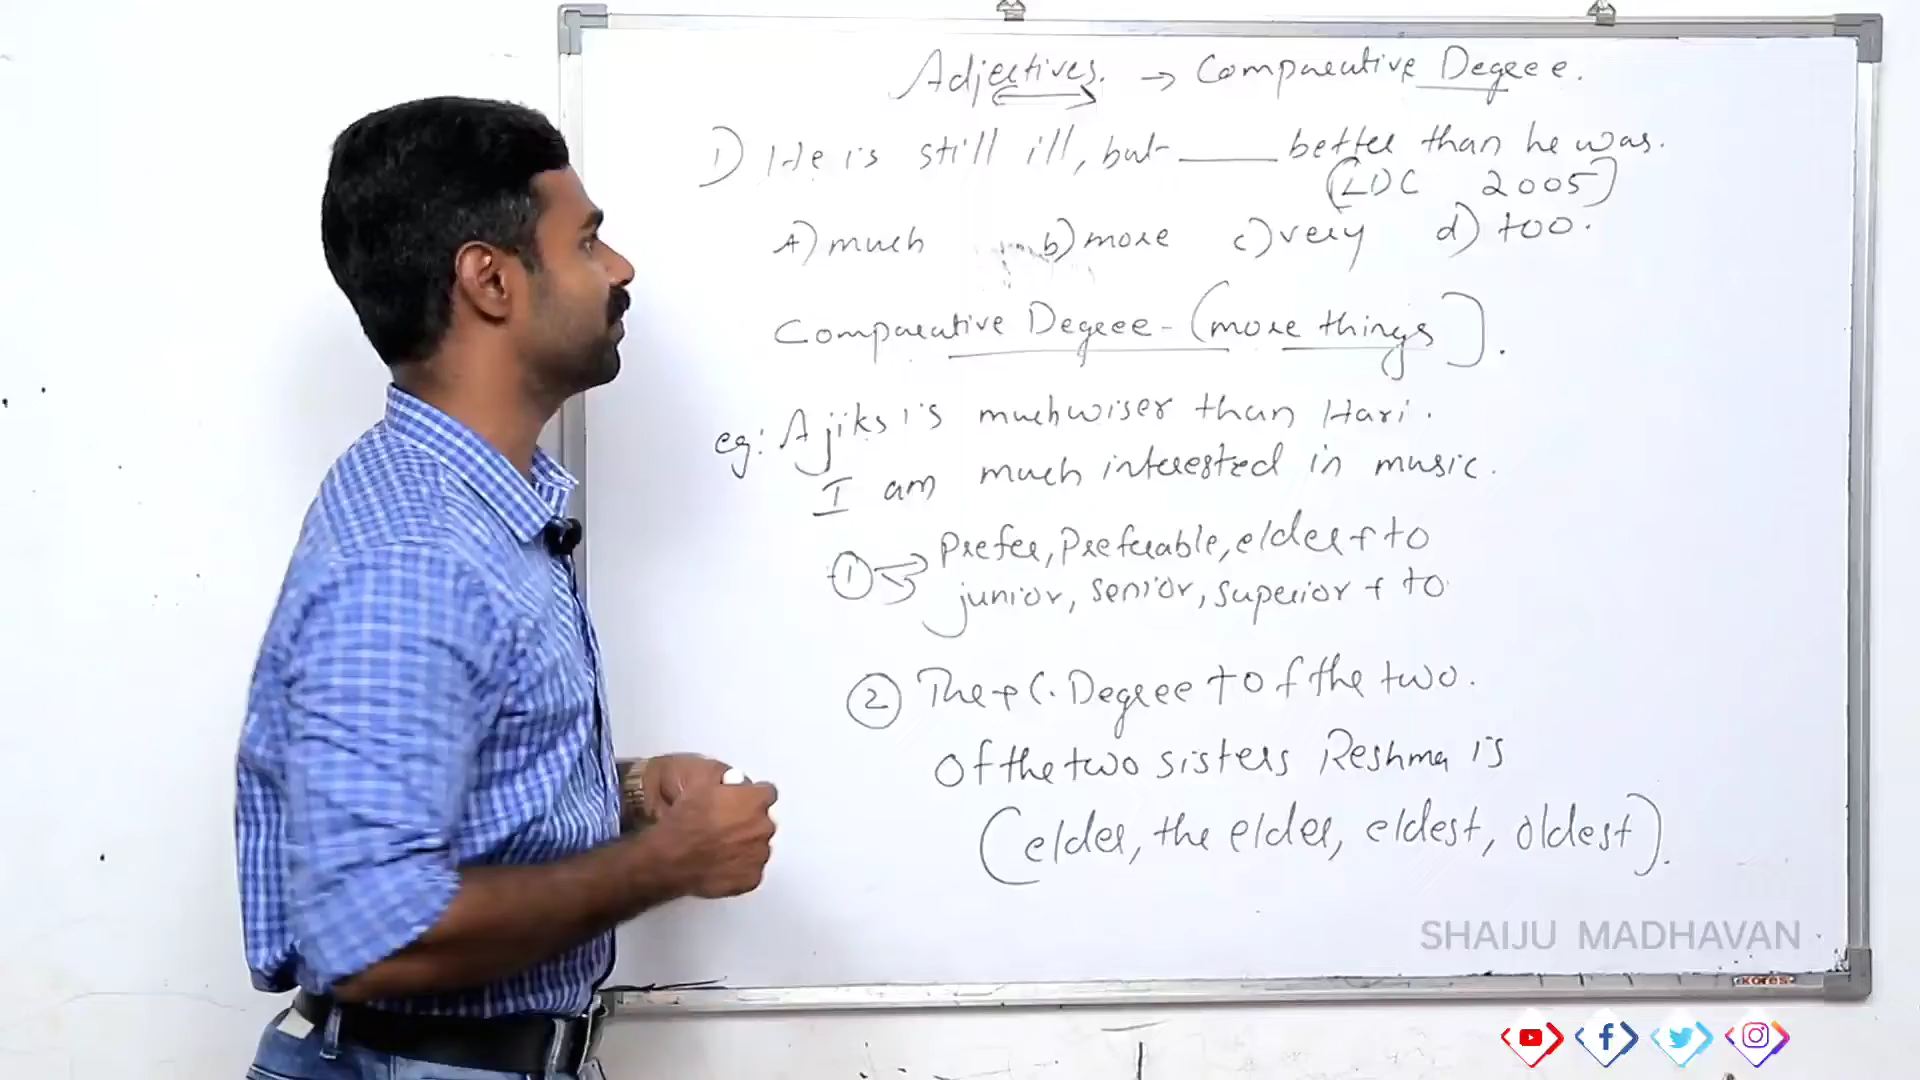 Adjectives. → Comparative Degree.
1) He is still ill, but ____ better than he was.
(LDC 2005)
A) much b) more c) very d) too.
Comparative Degree - (more things).
eg: Ajiks is much wiser than Hari.
I am much interested in music.
① → Prefer, Preferable, elder + to
junior, senior, superior + to
② The + C. Degree + of the two.
Of the two sisters Reshma is
(elder, the elder, eldest, oldest).
SHAIJU MADHAVAN
kores